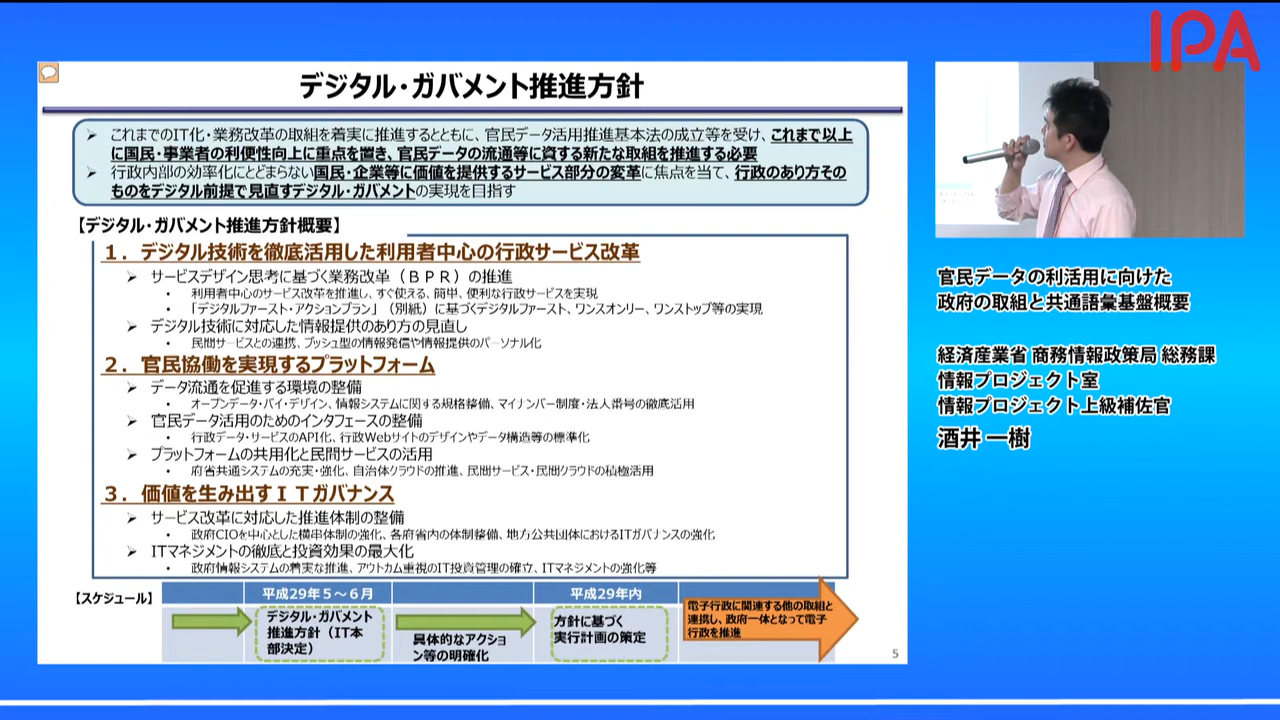 IPA
デジタル・ガバメント推進方針
➢ これまでのIT化・業務改革の取組を着実に推進するとともに、官民データ活用推進基本法の成立等を受け、これまで以上
に国民・事業者の利便性向上に重点を置き、官民データの流通等に資する新たな取組を推進する必要
➢ 行政内部の効率化にとどまらない国民・企業等に価値を提供するサービス部分の変革に焦点を当て、行政のあり方その
ものをデジタル前提で見直すデジタル・ガバメントの実現を目指す
【デジタル・ガバメント推進方針概要】
１．デジタル技術を徹底活用した利用者中心の行政サービス改革
➢ サービスデザイン思考に基づく業務改革（ＢＰＲ）の推進
• 利用者中心のサービス改革を推進し、すぐ使える、簡単、便利な行政サービスを実現
• 「デジタルファースト・アクションプラン」（別紙）に基づくデジタルファースト、ワンスオンリー、ワンストップ等の実現
➢ デジタル技術に対応した情報提供のあり方の見直し
• 民間サービスとの連携、プッシュ型の情報発信や情報提供のパーソナル化
２．官民協働を実現するプラットフォーム
➢ データ流通を促進する環境の整備
• オープンデータ・バイ・デザイン、情報システムに関する規格整備、マイナンバー制度・法人番号の徹底活用
➢ 官民データ活用のためのインタフェースの整備
• 行政データ・サービスのAPI化、行政Webサイトのデザインやデータ構造等の標準化
➢ プラットフォームの共用化と民間サービスの活用
• 府省共通システムの充実・強化、自治体クラウドの推進、民間サービス・民間クラウドの積極活用
３．価値を生み出すＩＴガバナンス
➢ サービス改革に対応した推進体制の整備
• 政府CIOを中心とした横串体制の強化、各府省内の体制整備、地方公共団体におけるITガバナンスの強化
➢ ITマネジメントの徹底と投資効果の最大化
• 政府情報システムの着実な推進、アウトカム重視のIT投資管理の確立、ITマネジメントの強化等
【スケジュール】
平成29年５～６月
平成29年内
デジタル・ガバメント
推進方針（IT本
部決定）
具体的なアクショ
ン等の明確化
方針に基づく
実行計画の策定
電子行政に関連する他の取組と
連携し、政府一体となって電子
行政を推進
5
官民データの利活用に向けた
政府の取組と共通語彙基盤概要
経済産業省 商務情報政策局 総務課
情報プロジェクト室
情報プロジェクト上級補佐官
酒井 一樹